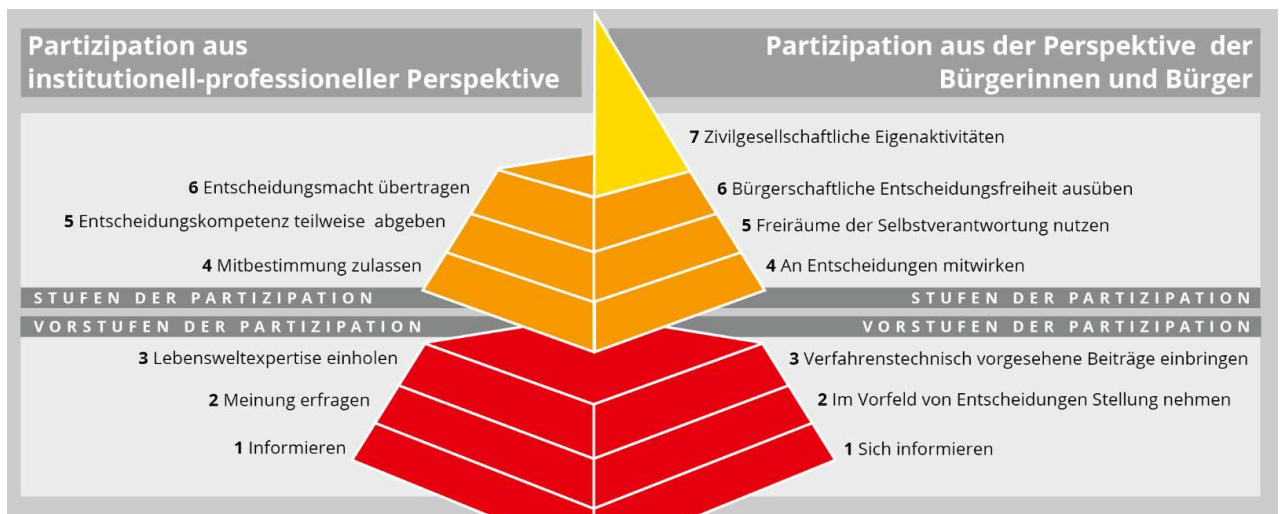 Partizipation aus
institutionell-professioneller Perspektive
Partizipation aus der Perspektive der
Bürgerinnen und Bürger
7 Zivilgesellschaftliche Eigenaktivitäten
6 Entscheidungsmacht übertragen
6 Bürgerschaftliche Entscheidungsfreiheit ausüben
5 Entscheidungskompetenz teilweise abgeben
5 Freiräume der Selbstverantwortung nutzen
4 Mitbestimmung zulassen
4 An Entscheidungen mitwirken
STUFEN DER PARTIZIPATION
STUFEN DER PARTIZIPATION
VORSTUFEN DER PARTIZIPATION
VORSTUFEN DER PARTIZIPATION
3 Lebensweltexpertise einholen
3 Verfahrenstechnisch vorgesehene Beiträge einbringen
2 Meinung erfragen
2 Im Vorfeld von Entscheidungen Stellung nehmen
1 Informieren
1 Sich informieren